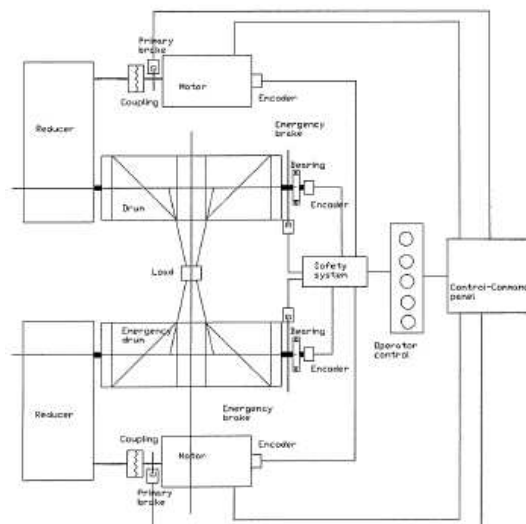 Primary
brake
Coupling
Motor
Encoder
Reducer
Emergency
brake
Bearing
Drum
Encoder
Load
Safety
system
Control-Command
panel
Operator
control
Emergency
drum
Bearing
Encoder
Reducer
Emergency
brake
Coupling
Encoder
Motor
Primary
brake